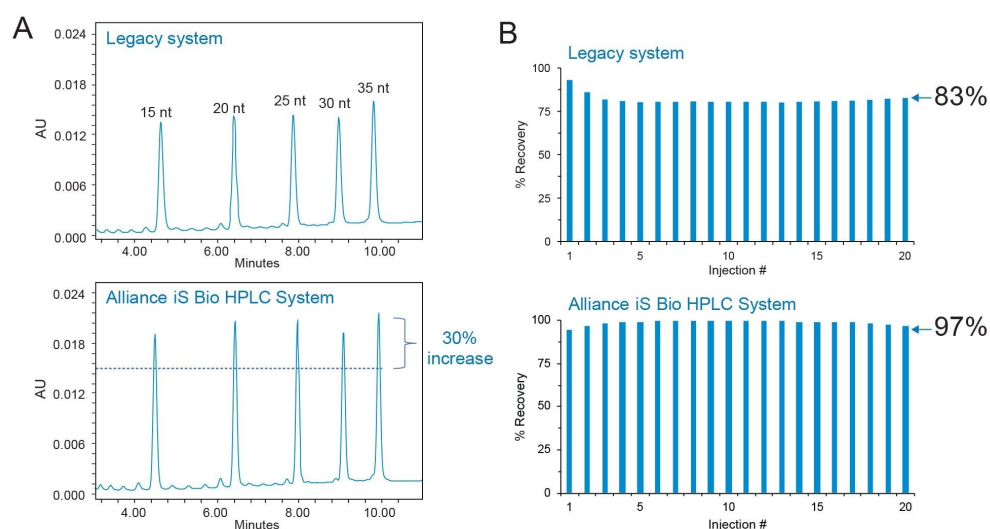 A
Legacy system
0.024
0.018
0.012
0.006
0.000
AU
15 nt
20 nt
25 nt
30 nt
35 nt
4.00 6.00 8.00 10.00
Minutes
Alliance iS Bio HPLC System
0.024
0.018
0.012
0.006
0.000
AU
30%
increase
4.00 6.00 8.00 10.00
Minutes
B
Legacy system
100
75
50
25
0
% Recovery
83%
1 5 10 15 20
Injection #
Alliance iS Bio HPLC System
100
75
50
25
0
% Recovery
97%
1 5 10 15 20
Injection #